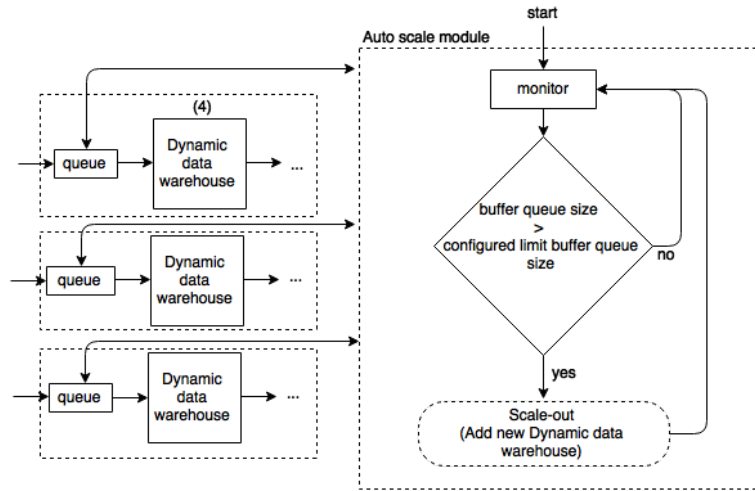 start
Auto scale module
monitor
buffer queue size
>
configured limit buffer queue
size
no
yes
Scale-out
(Add new Dynamic data
warehouse)
(4)
queue
Dynamic
data
warehouse
...
queue
Dynamic
data
warehouse
...
queue
Dynamic
data
warehouse
...